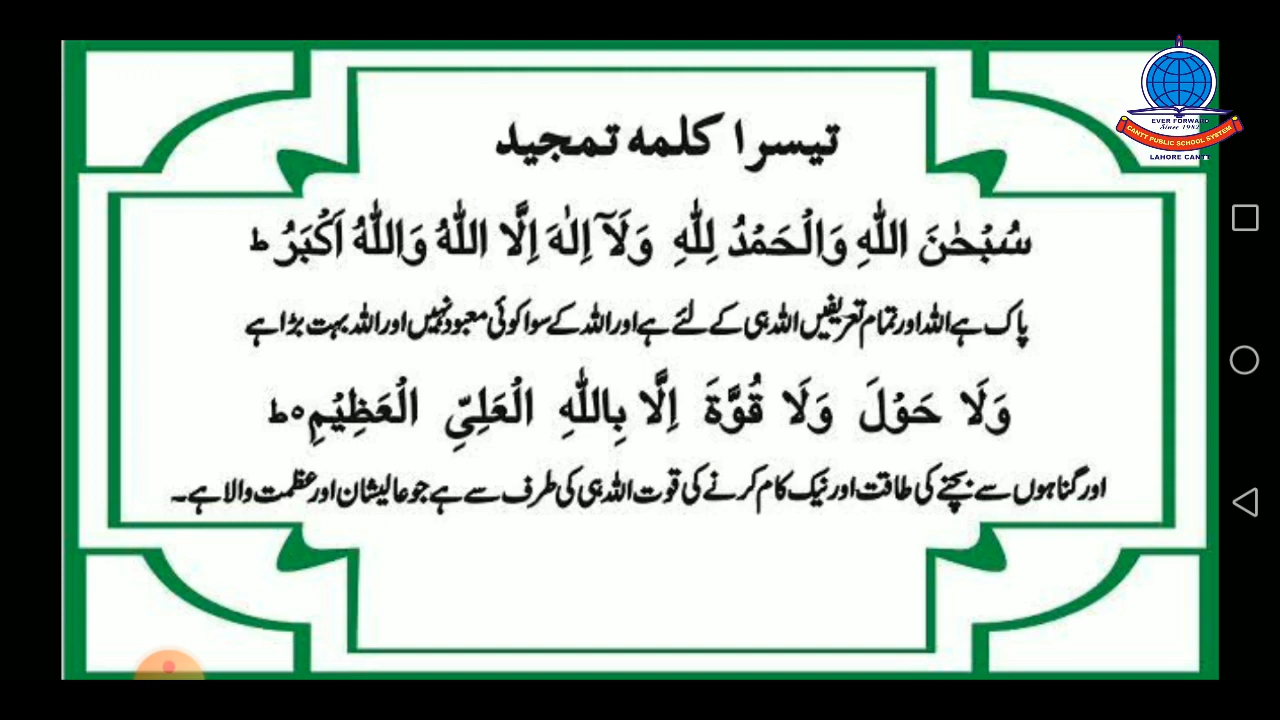 تیسرا کلمہ تمجید
سُبْحٰنَ اللّٰهِ وَالْحَمْدُ لِلّٰهِ وَلَآ اِلٰهَ اِلَّا اللّٰهُ وَاللّٰهُ اَكْبَرُ ط
پاک ہے اللہ اور تمام تعریفیں اللہ ہی کے لئے ہے اور اللہ کے سوا کوئی معبود نہیں اور اللہ بہت بڑا ہے
وَلَا حَوْلَ وَلَا قُوَّةَ اِلَّا بِاللّٰهِ الْعَلِىِّ الْعَظِيْمِ ہ ط
اور گناہوں سے بچنے کی طاقت اور نیک کام کرنے کی قوت اللہ ہی کی طرف سے ہے جو عالیشان اور عظمت والا ہے۔
EVER FORWARD
Since 1982
CANTT PUBLIC SCHOOL SYSTEM
LAHORE CANTT